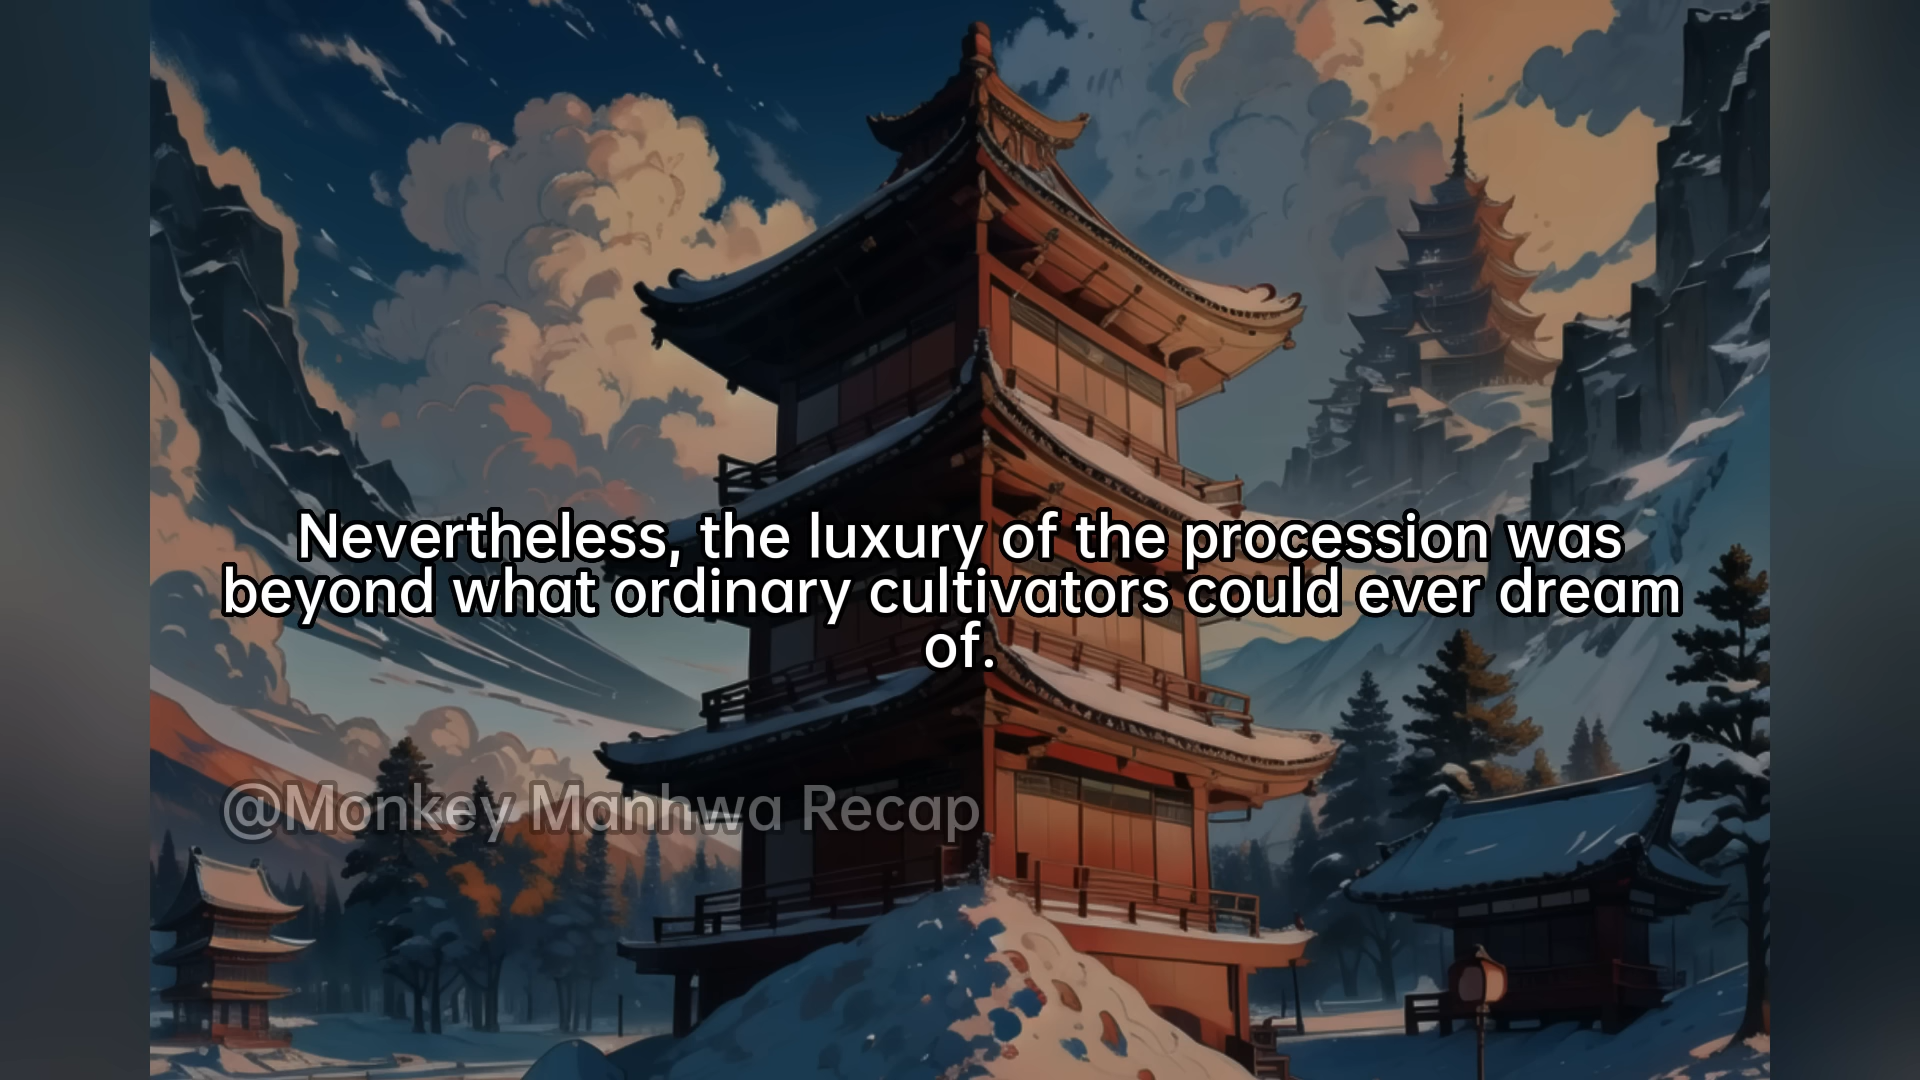 Nevertheless, the luxury of the procession was
beyond what ordinary cultivators could ever dream
of.
@Monkey Manhwa Recap